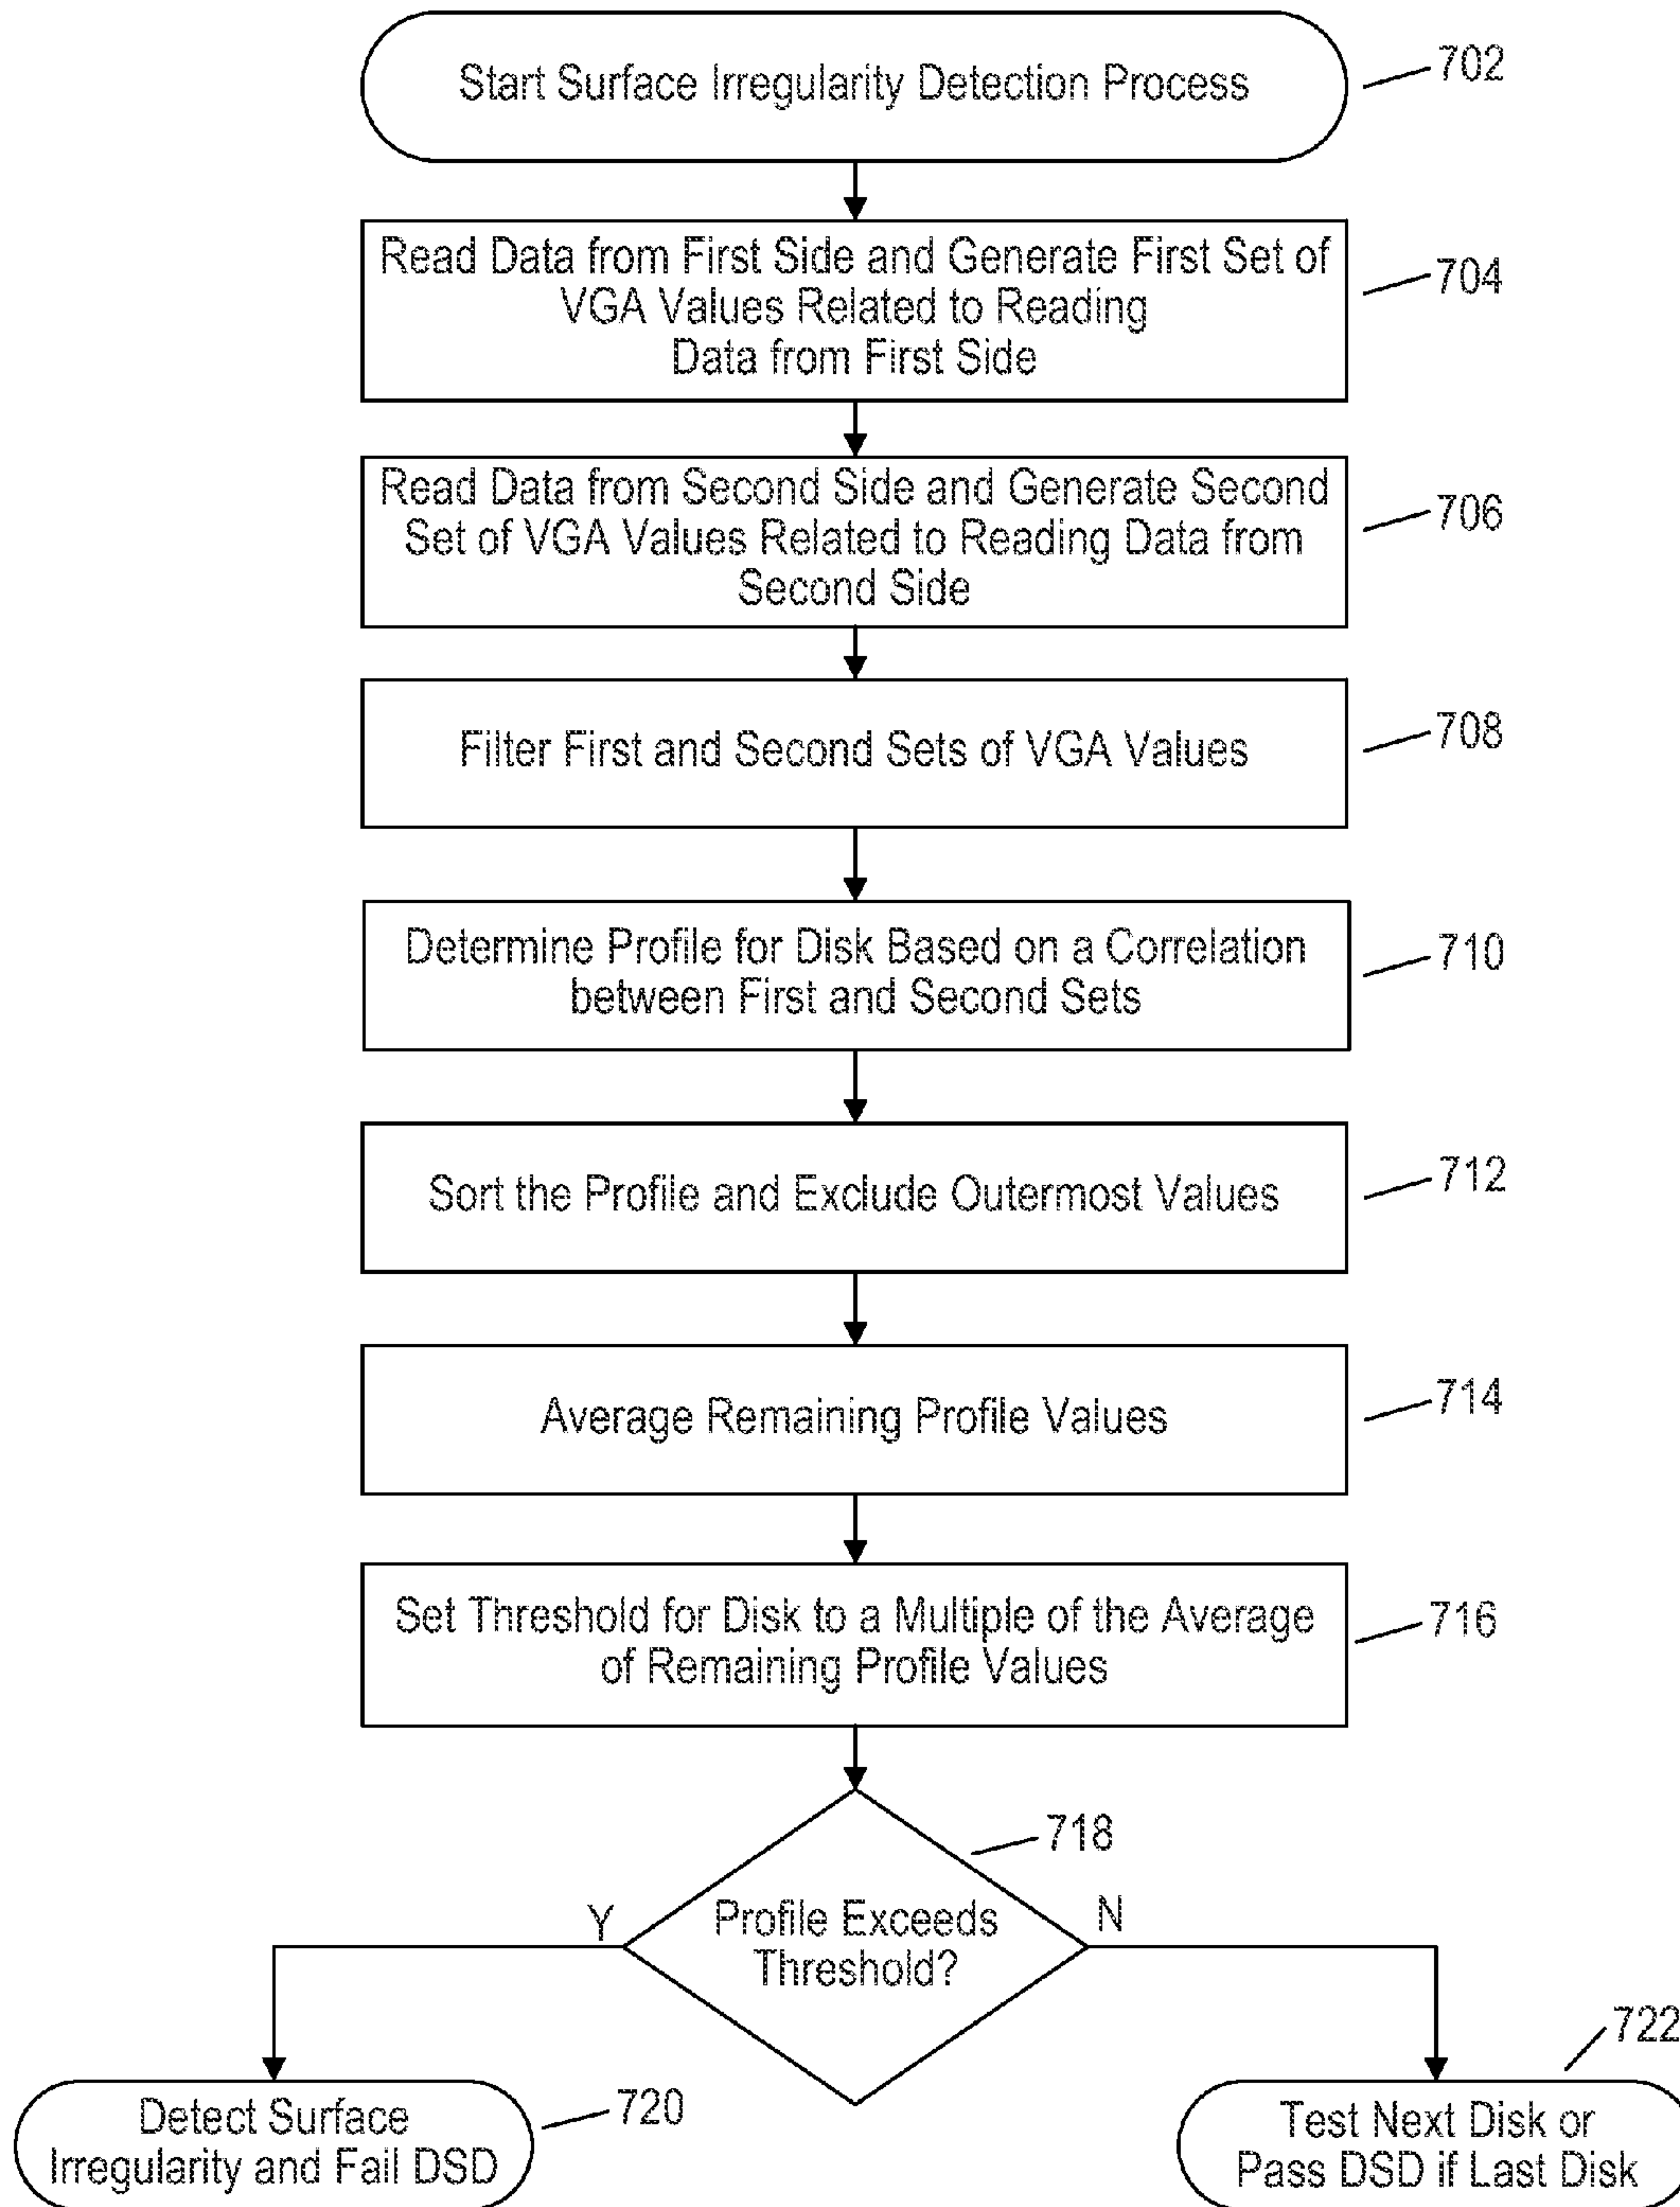 Start Surface Irregularity Detection Process
702
Read Data from First Side and Generate First Set of
VGA Values Related to Reading
Data from First Side
704
Read Data from Second Side and Generate Second
Set of VGA Values Related to Reading Data from
Second Side
706
Filter First and Second Sets of VGA Values
708
Determine Profile for Disk Based on a Correlation
between First and Second Sets
710
Sort the Profile and Exclude Outermost Values
712
Average Remaining Profile Values
714
Set Threshold for Disk to a Multiple of the Average
of Remaining Profile Values
716
718
Profile Exceeds
Threshold?
Y
N
Detect Surface
Irregularity and Fail DSD
720
722
Test Next Disk or
Pass DSD if Last Disk